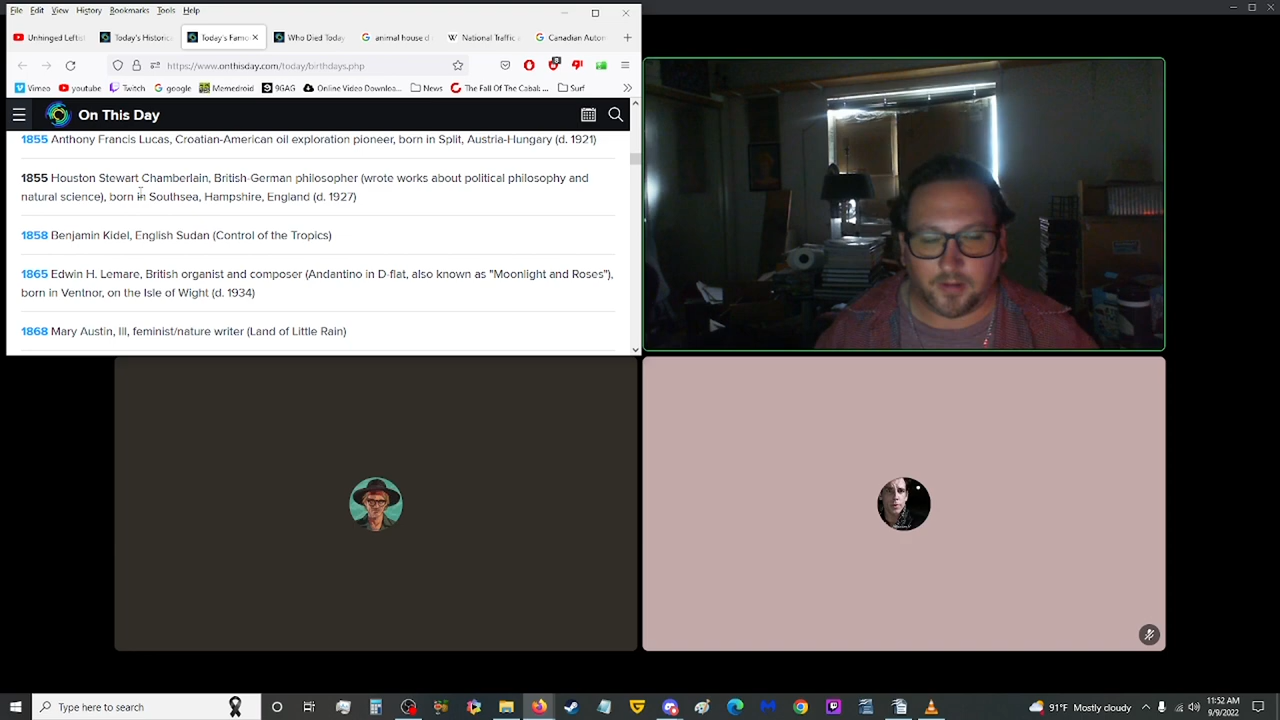 File Edit View History Bookmarks Tools Help
Unhinged Leftis Today's Historic Today's Famo Who Died Today animal house d National Traffic Canadian Auton
https://www.onthisday.com/today/birthdays.php
Vimeo youtube Twitch google Memedroid 9GAG Online Video Downloa... News The Fall Of The Cabal -... Surf
On This Day
1855 Anthony Francis Lucas, Croatian-American oil exploration pioneer, born in Split, Austria-Hungary (d. 1921)
1855 Houston Stewart Chamberlain, British-German philosopher (wrote works about political philosophy and
natural science), born in Southsea, Hampshire, England (d. 1927)
1858 Benjamin Kidel, English Sudan (Control of the Tropics)
1865 Edwin H. Lemare, British organist and composer (Andantino in D-flat, also known as "Moonlight and Roses"),
born in Ventnor, on the Isle of Wight (d. 1934)
1868 Mary Austin, Ill, feminist/nature writer (Land of Little Rain)
Type here to search
91°F Mostly cloudy
11:52 AM
9/9/2022